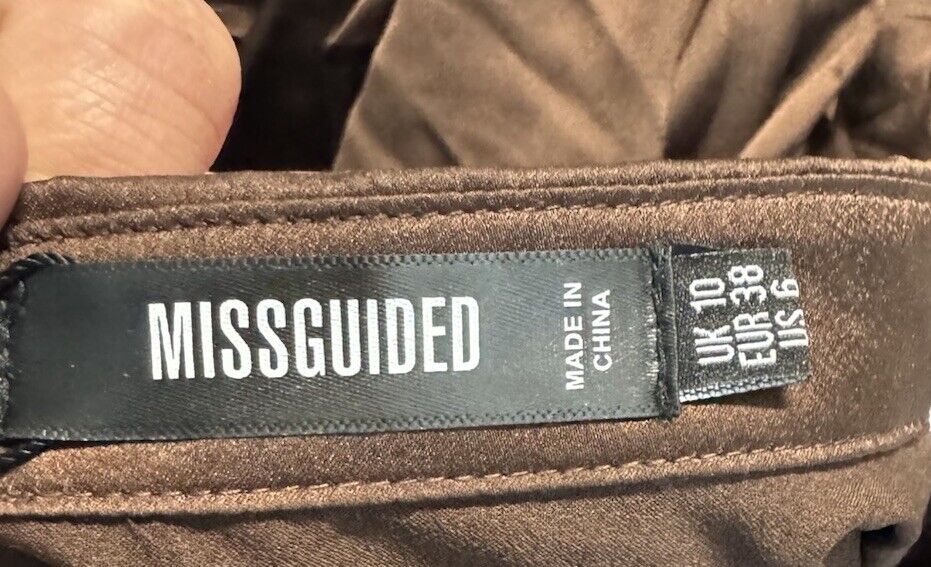 MISSGUIDED
MADE IN
CHINA
UK 10
EUR 38
US 6